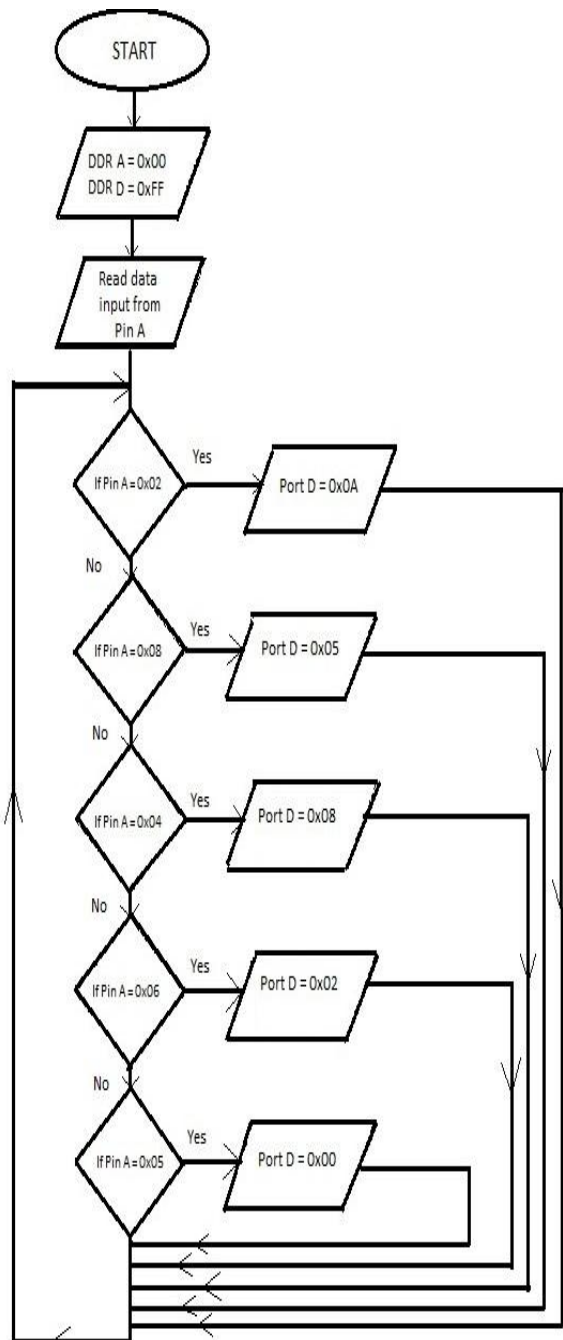 START
DDR A = 0x00
DDR D = 0xFF
Read data
input from
Pin A
If Pin A = 0x02
Yes
Port D = 0x0A
No
If Pin A = 0x08
Yes
Port D = 0x05
No
If Pin A = 0x04
Yes
Port D = 0x08
No
If Pin A = 0x06
Yes
Port D = 0x02
No
If Pin A = 0x05
Yes
Port D = 0x00